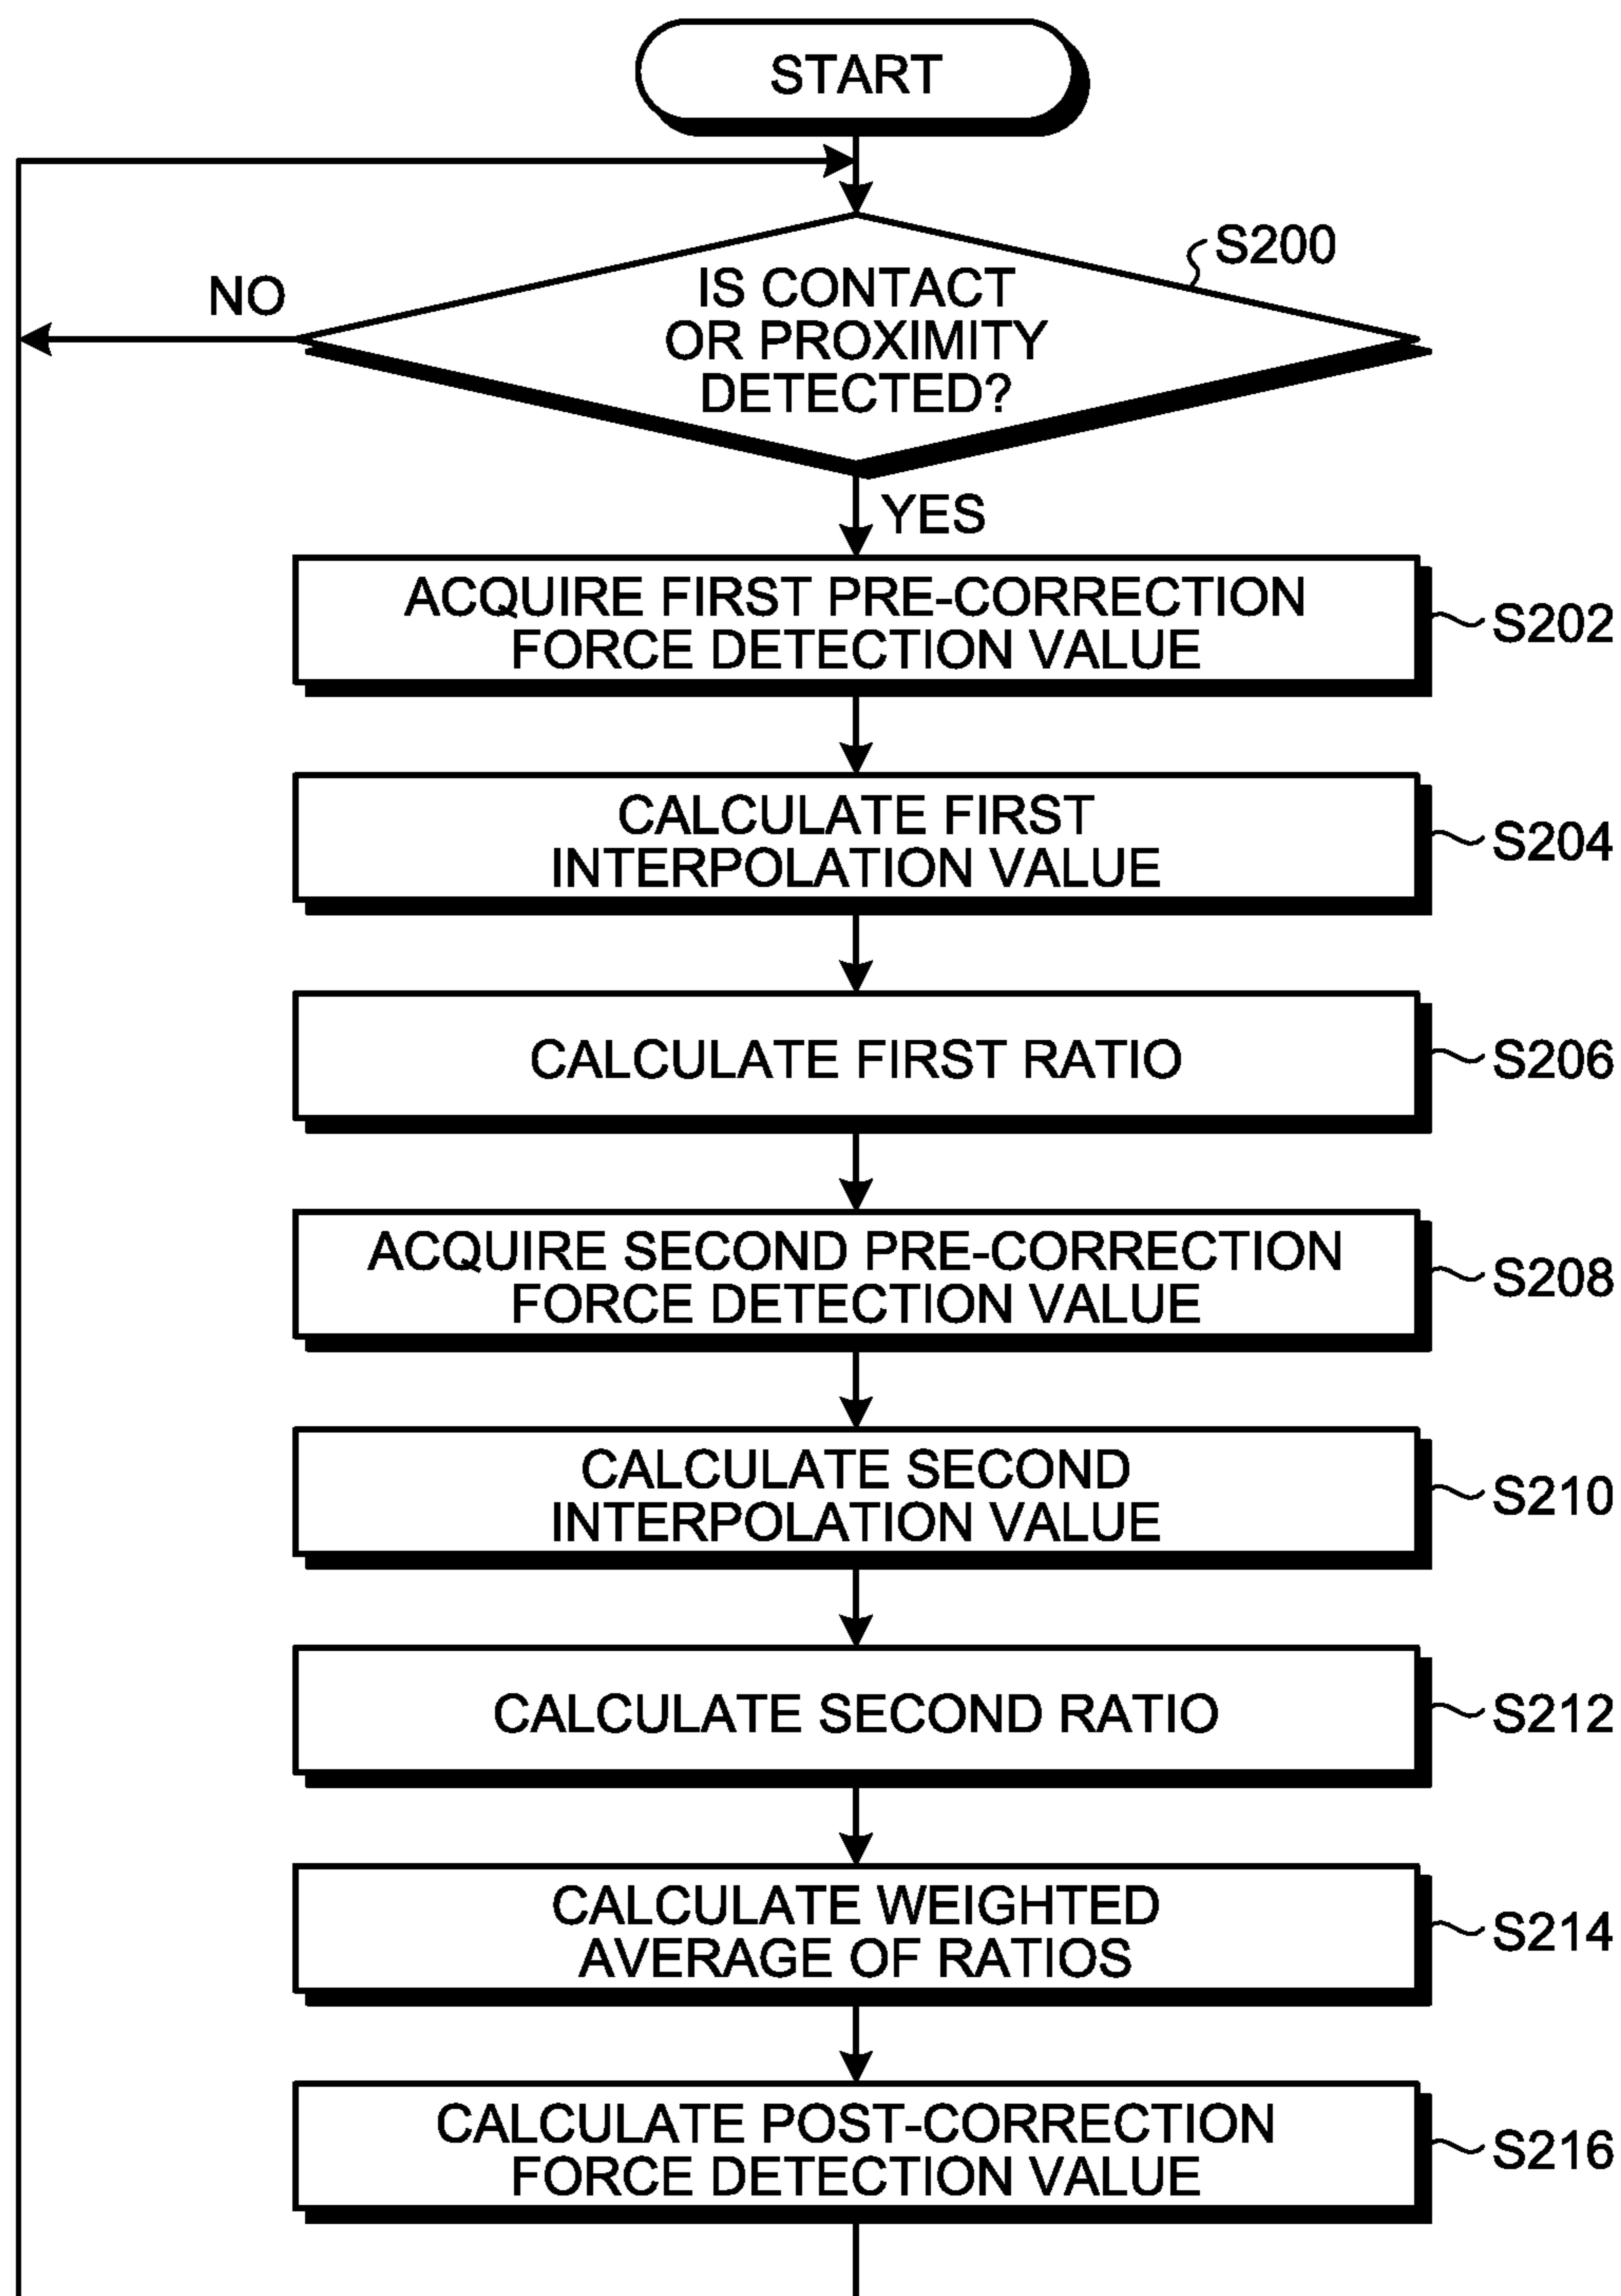 START
S200
IS CONTACT
OR PROXIMITY
DETECTED?
NO
YES
ACQUIRE FIRST PRE-CORRECTION
FORCE DETECTION VALUE
S202
CALCULATE FIRST
INTERPOLATION VALUE
S204
CALCULATE FIRST RATIO
S206
ACQUIRE SECOND PRE-CORRECTION
FORCE DETECTION VALUE
S208
CALCULATE SECOND
INTERPOLATION VALUE
S210
CALCULATE SECOND RATIO
S212
CALCULATE WEIGHTED
AVERAGE OF RATIOS
S214
CALCULATE POST-CORRECTION
FORCE DETECTION VALUE
S216